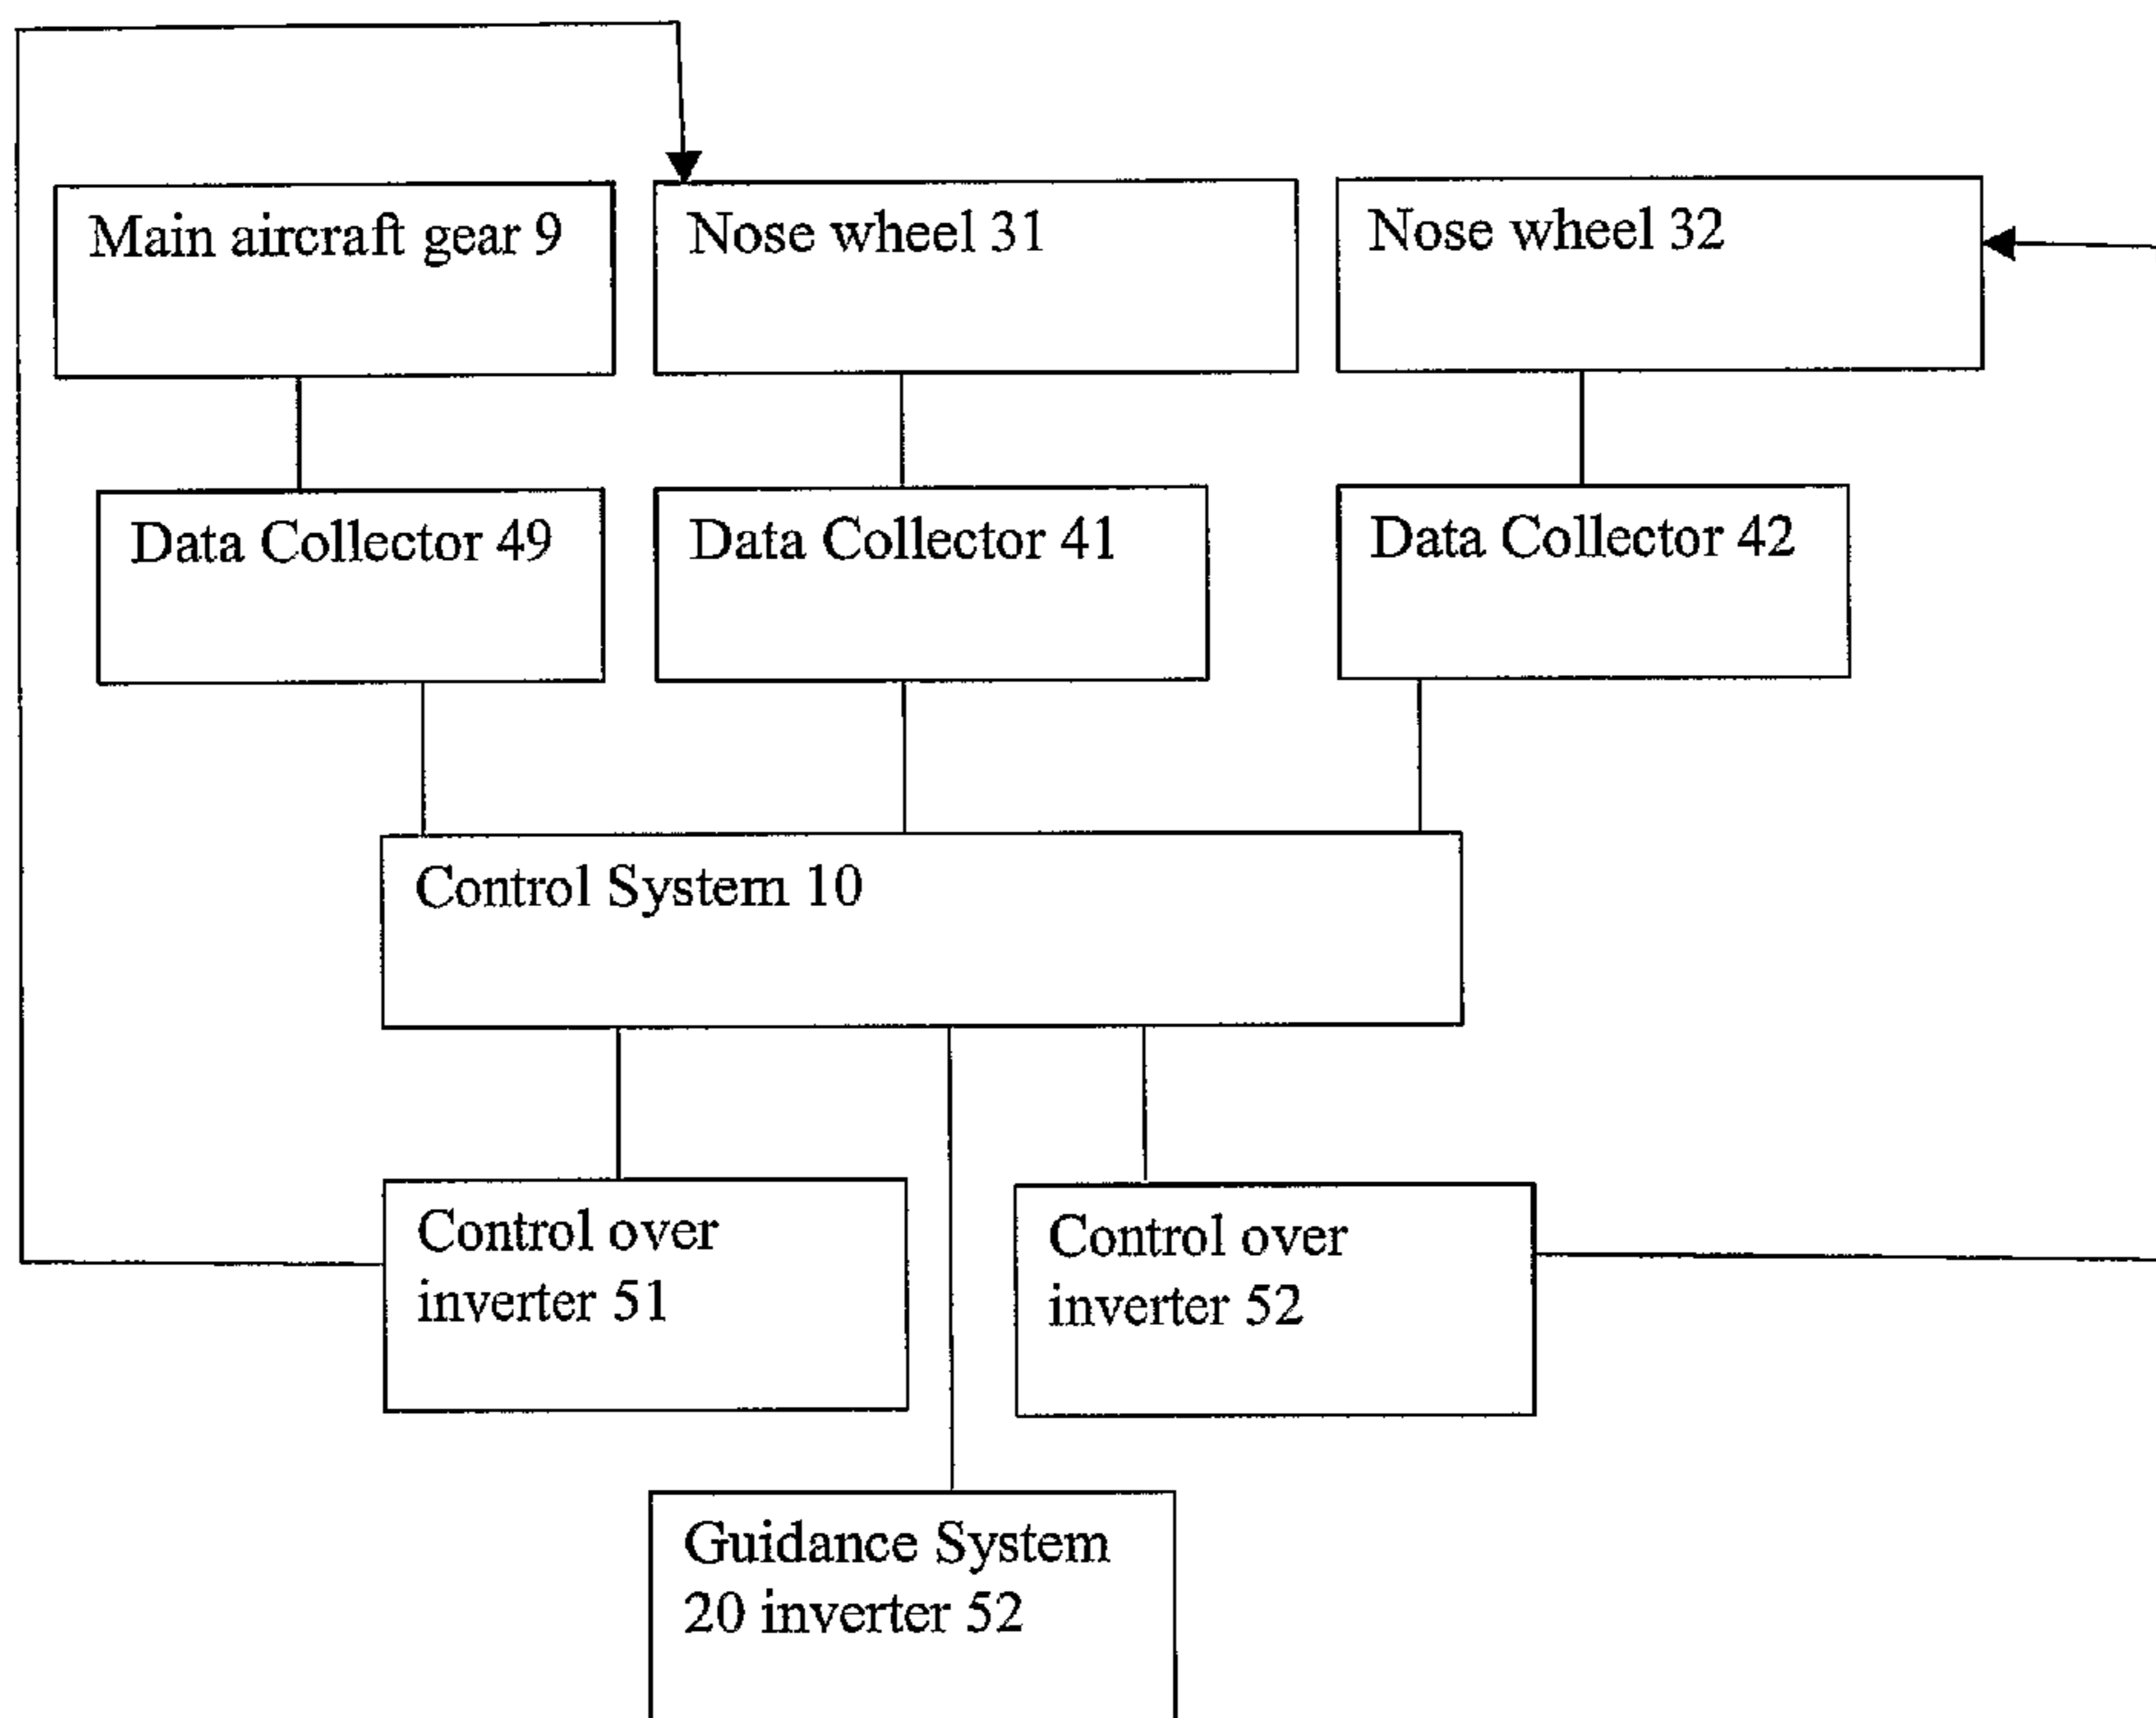 Main aircraft gear 9
Nose wheel 31
Nose wheel 32
Data Collector 49
Data Collector 41
Data Collector 42
Control System 10
Control over
inverter 51
Control over
inverter 52
Guidance System
20 inverter 52